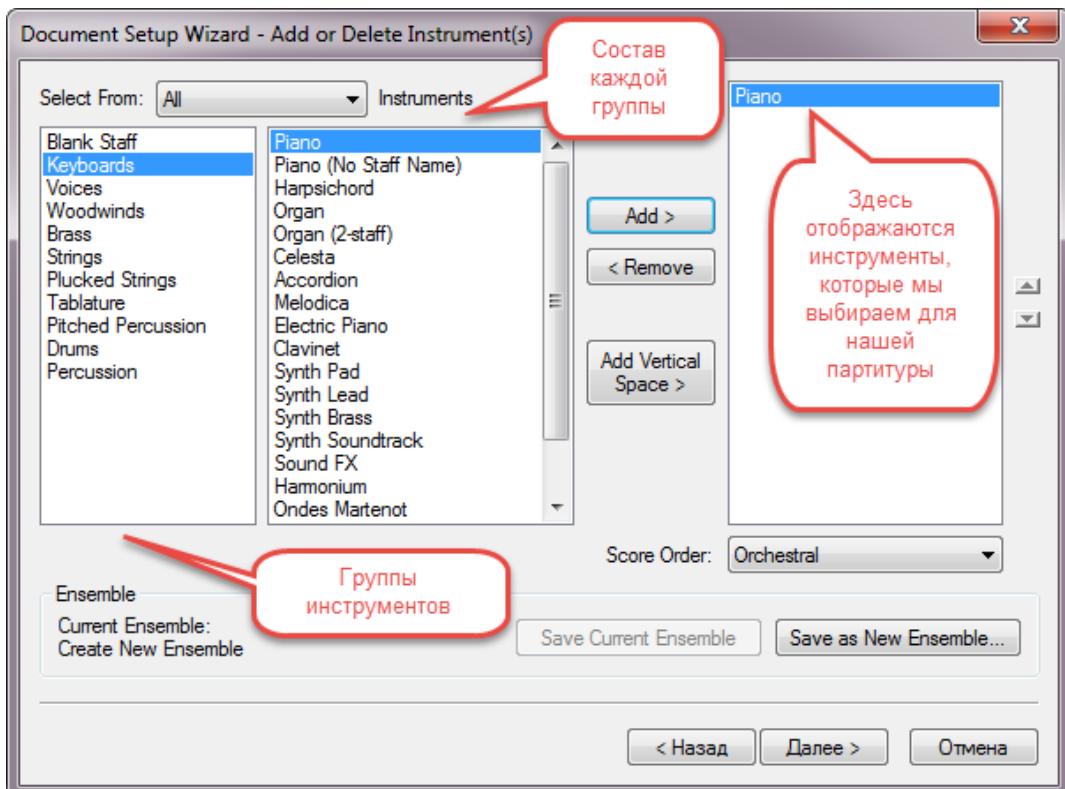 Document Setup Wizard - Add or Delete Instrument(s)
Состав
каждой
группы
Select From:
All
Instruments
Blank Staff
Keyboards
Voices
Woodwinds
Brass
Strings
Plucked Strings
Tablature
Pitched Percussion
Drums
Percussion
Piano
Piano (No Staff Name)
Harpsichord
Organ
Organ (2-staff)
Celesta
Accordion
Melodica
Electric Piano
Clavinet
Synth Pad
Synth Lead
Synth Brass
Synth Soundtrack
Sound FX
Harmonium
Ondes Martenot
Add >
< Remove
Add Vertical
Space >
Piano
Здесь
отображаются
инструменты,
которые мы
выбираем для
нашей
партитуры
Score Order:
Orchestral
Группы
инструментов
Ensemble
Current Ensemble:
Create New Ensemble
Save Current Ensemble
Save as New Ensemble...
< Назад
Далее >
Отмена